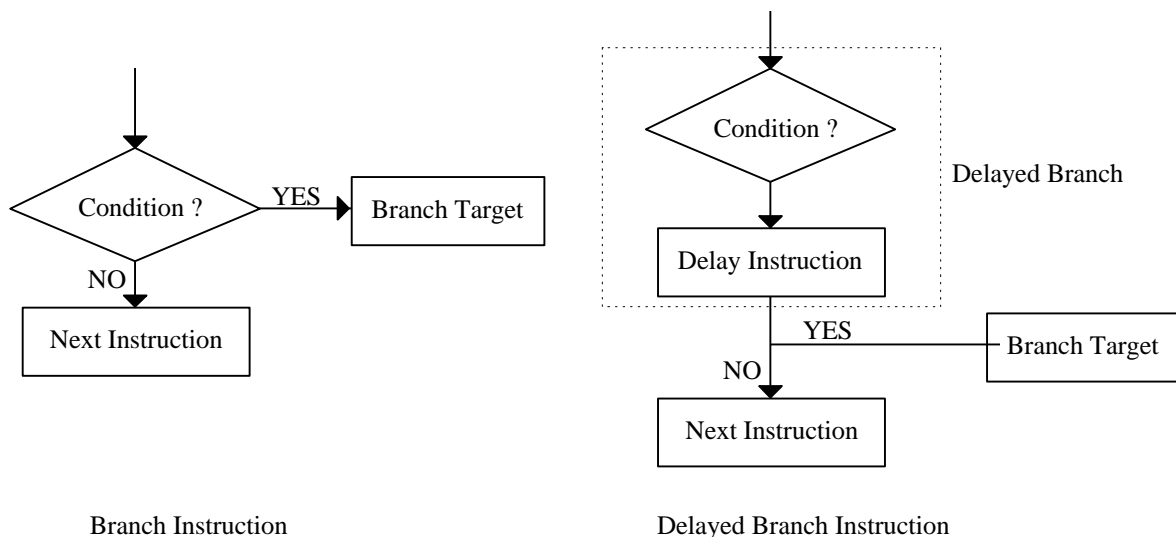 Condition ?
YES
Branch Target
NO
Next Instruction
Branch Instruction
Condition ?
Delayed Branch
Delay Instruction
YES
Branch Target
NO
Next Instruction
Delayed Branch Instruction